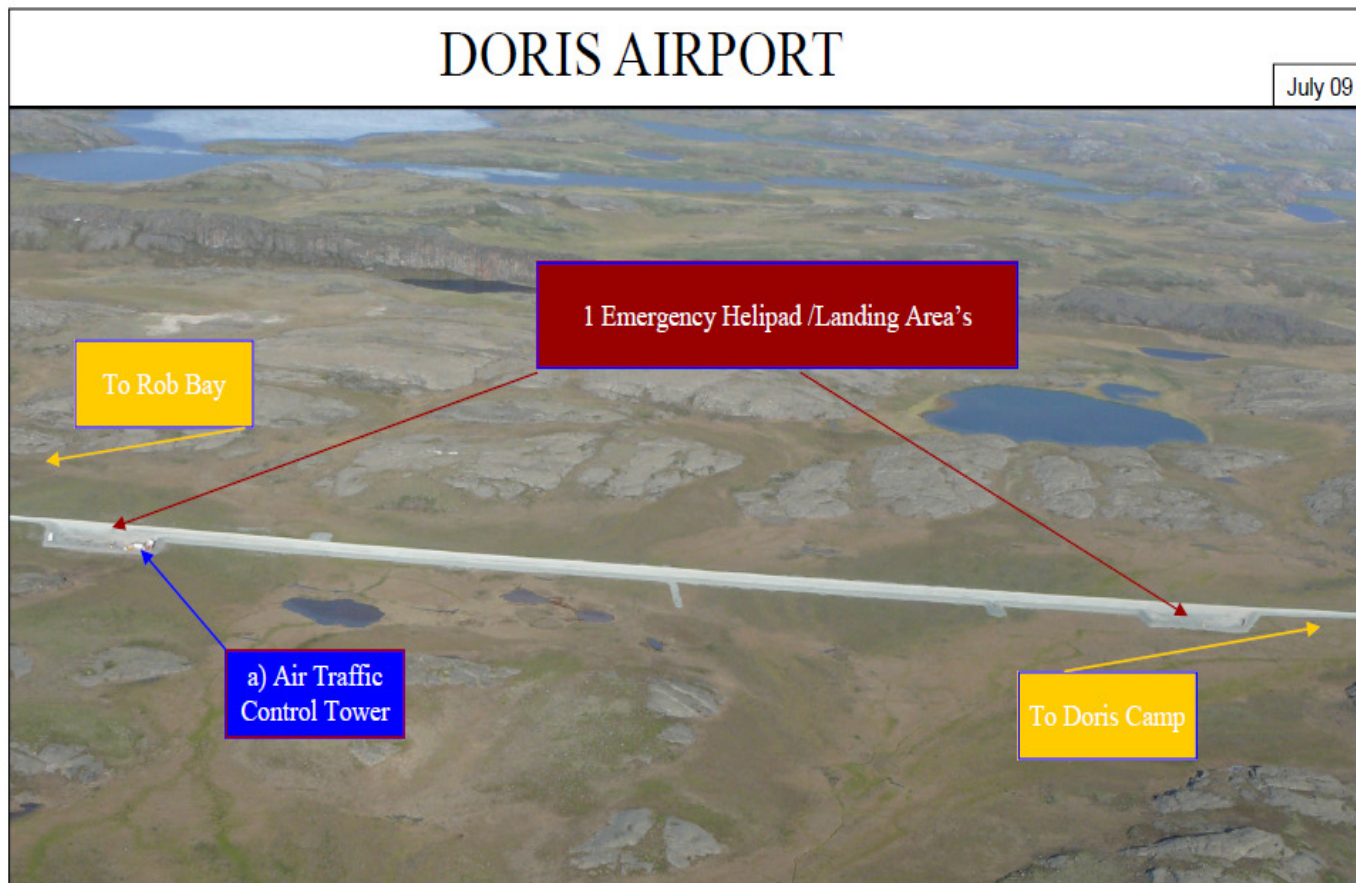 DORIS AIRPORT
July 09
1 Emergency Helipad /Landing Area’s
To Rob Bay
a) Air Traffic
Control Tower
To Doris Camp